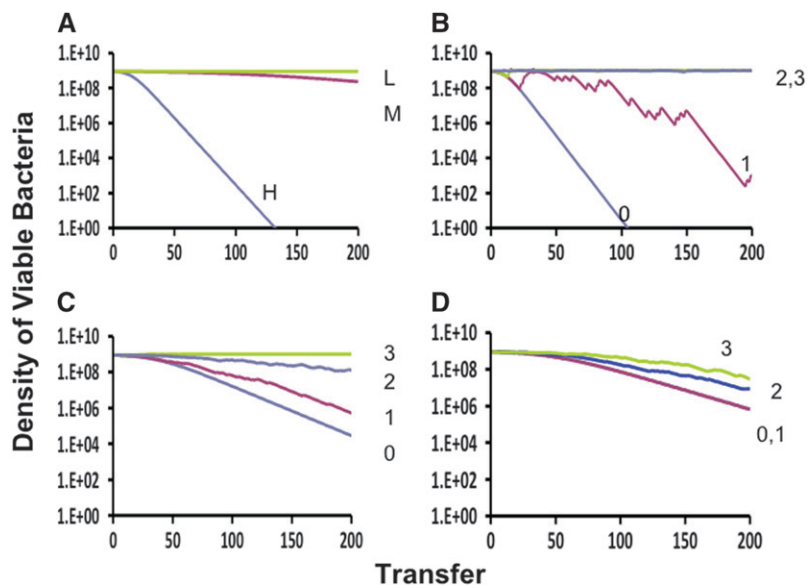 A
B
1.E+10
1.E+08
1.E+06
1.E+04
1.E+02
1.E+00
0 50 100 150 200
L
M
H
1.E+10
1.E+08
1.E+06
1.E+04
1.E+02
1.E+00
0 50 100 150 200
2,3
1
0
Density of Viable Bacteria
C
D
1.E+10
1.E+08
1.E+06
1.E+04
1.E+02
1.E+00
0 50 100 150 200
3
2
1
0
1.E+10
1.E+08
1.E+06
1.E+04
1.E+02
1.E+00
0 50 100 150 200
3
2
0,1
Transfer